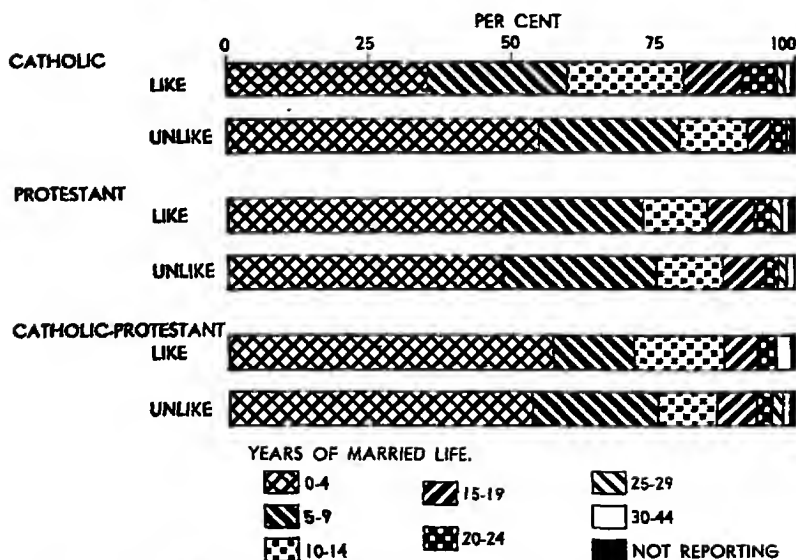 PER CENT
0 25 50 75 100
CATHOLIC
LIKE
UNLIKE
PROTESTANT
LIKE
UNLIKE
CATHOLIC-PROTESTANT
LIKE
UNLIKE
YEARS OF MARRIED LIFE.
0-4 15-19 25-29
5-9 20-24 30-44
10-14 NOT REPORTING